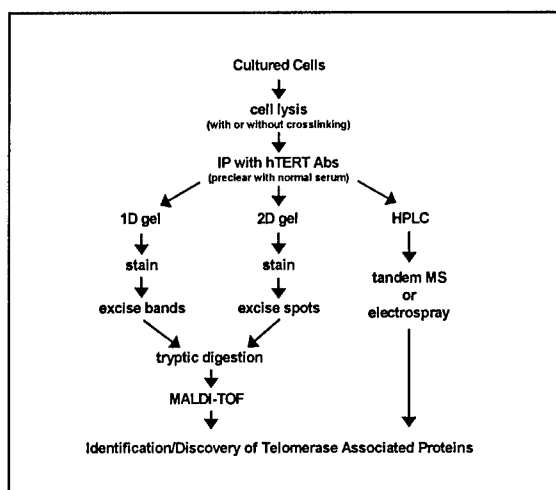 Cultured Cells
cell lysis
(with or without crosslinking)
IP with hTERT Abs
(preclear with normal serum)
1D gel 2D gel HPLC
stain stain tandem MS
or
excise bands excise spots electrospray
tryptic digestion
MALDI-TOF
Identification/Discovery of Telomerase Associated Proteins